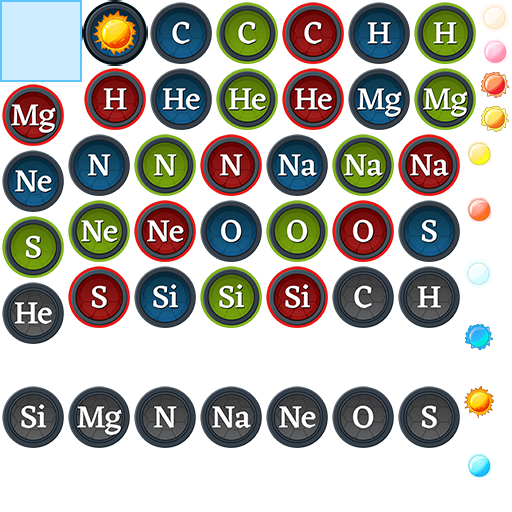 C C C H H
H He He He Mg Mg
Mg
N N N Na Na Na
Ne
Ne Ne O O O S
S
S Si Si Si C H
He
Si Mg N Na Ne O S